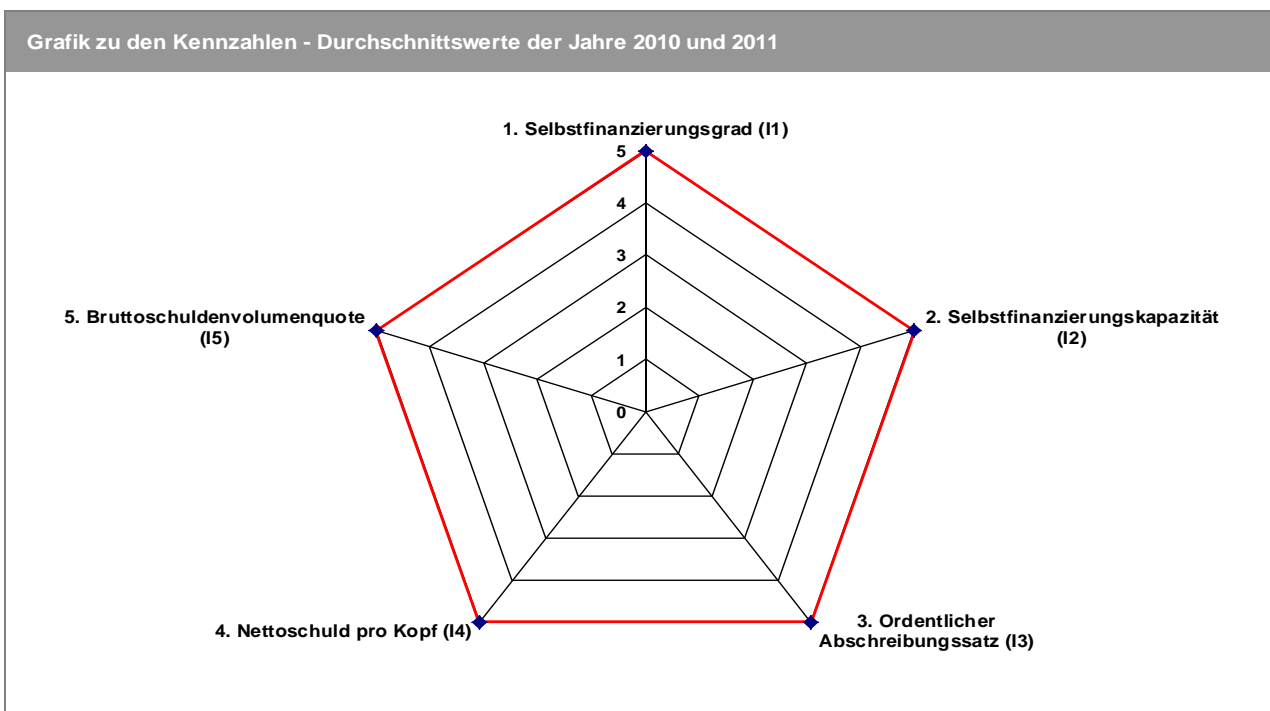 Grafik zu den Kennzahlen - Durchschnittswerte der Jahre 2010 und 2011
1. Selbstfinanzierungsgrad (I1)
5
4
3
2
1
0
2. Selbstfinanzierungskapazität
(I2)
3. Ordentlicher
Abschreibungssatz (I3)
4. Nettoschuld pro Kopf (I4)
5. Bruttoschuldenvolumenquote
(I5)